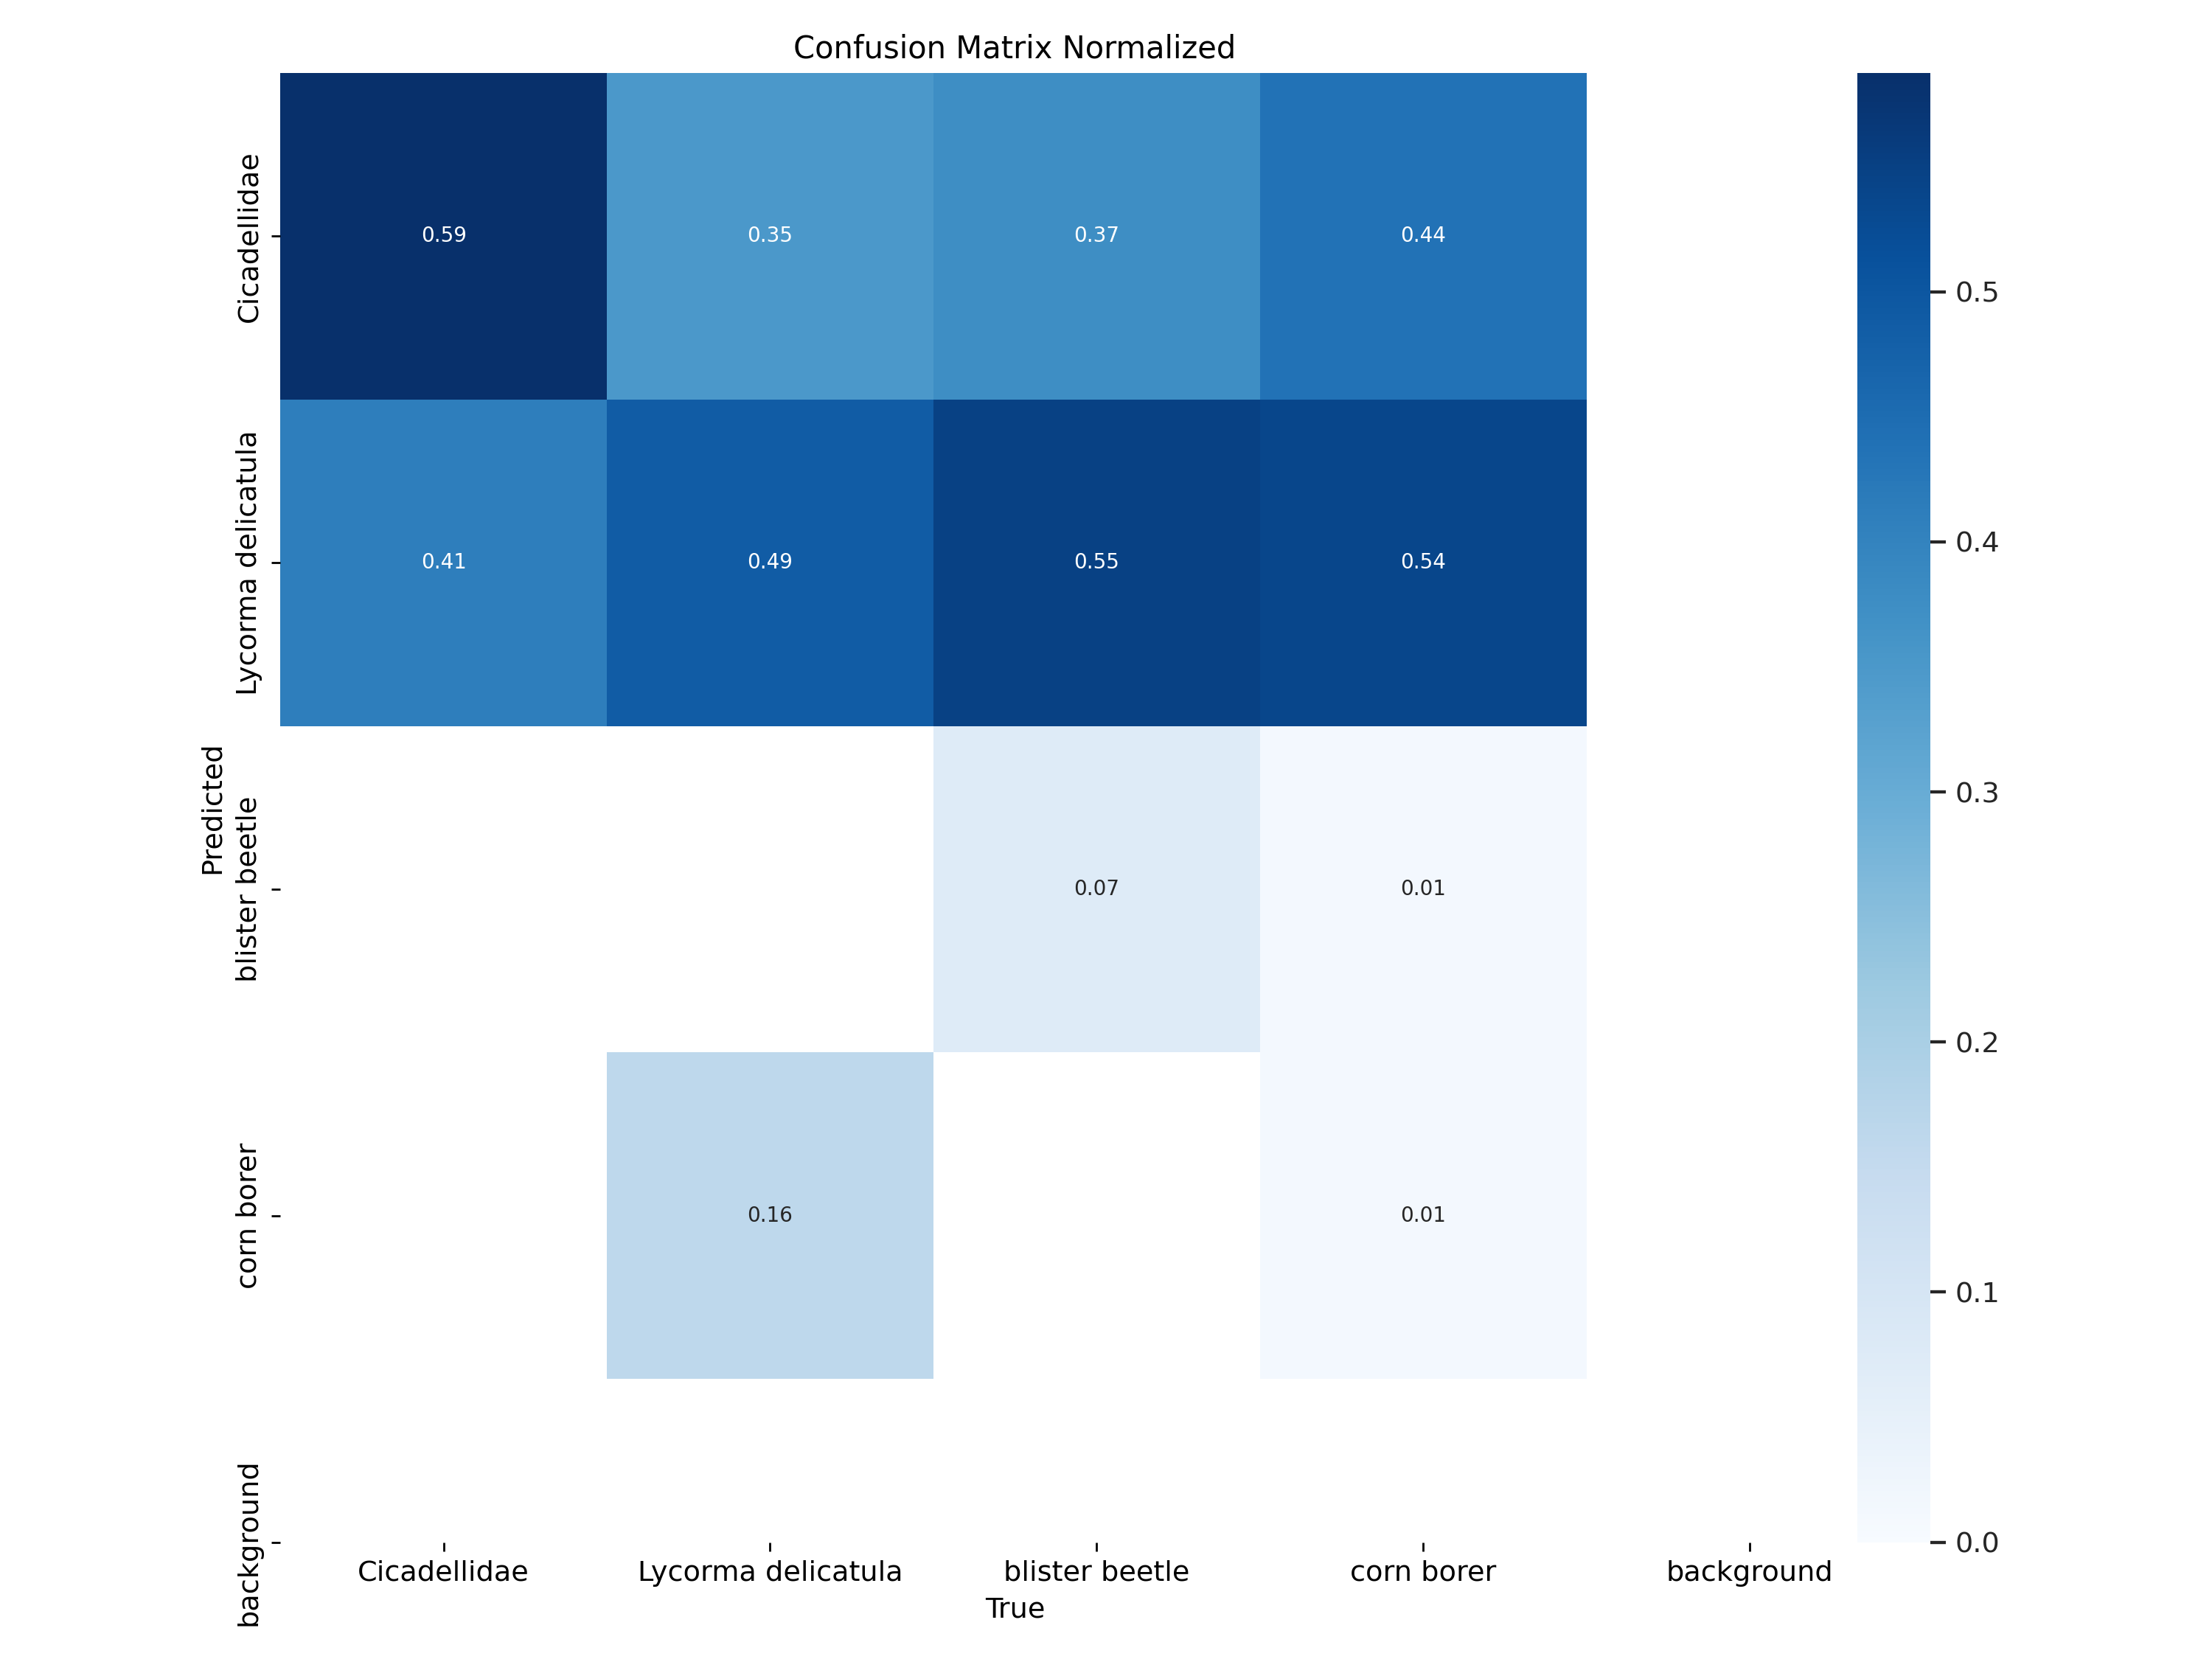 Confusion Matrix Normalized
Cicadellidae
0.59
0.35
0.37
0.44
0.5
Lycorma delicatula
0.41
0.49
0.55
0.54
0.4
0.3
Predicted
blister beetle
0.07
0.01
0.2
corn borer
0.16
0.01
0.1
background
0.0
Cicadellidae
Lycorma delicatula
blister beetle
corn borer
background
True